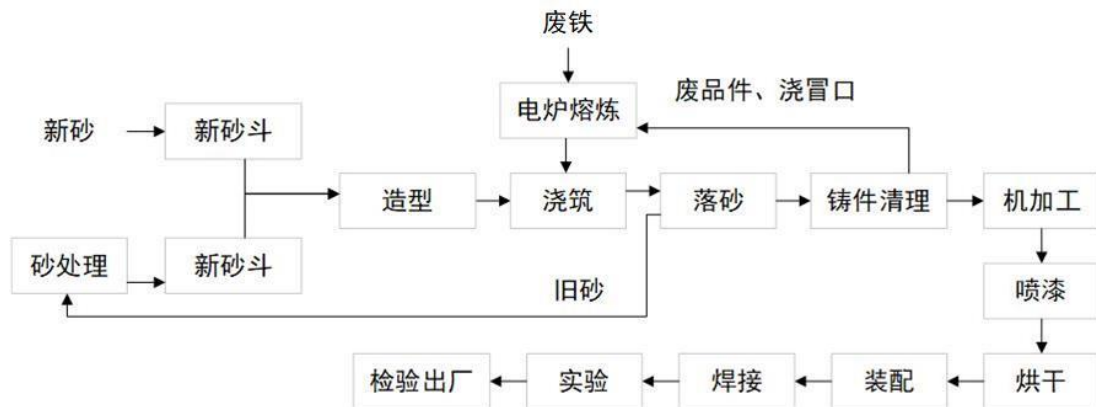 废铁
电炉熔炼
废品件、浇冒口
新砂
新砂斗
造型
浇筑
落砂
铸件清理
机加工
砂处理
新砂斗
旧砂
喷漆
检验出厂
实验
焊接
装配
烘干